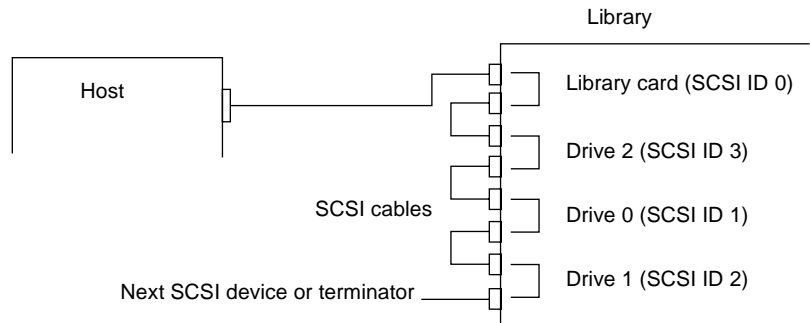 Library
Host
Library card (SCSI ID 0)
Drive 2 (SCSI ID 3)
SCSI cables
Drive 0 (SCSI ID 1)
Drive 1 (SCSI ID 2)
Next SCSI device or terminator